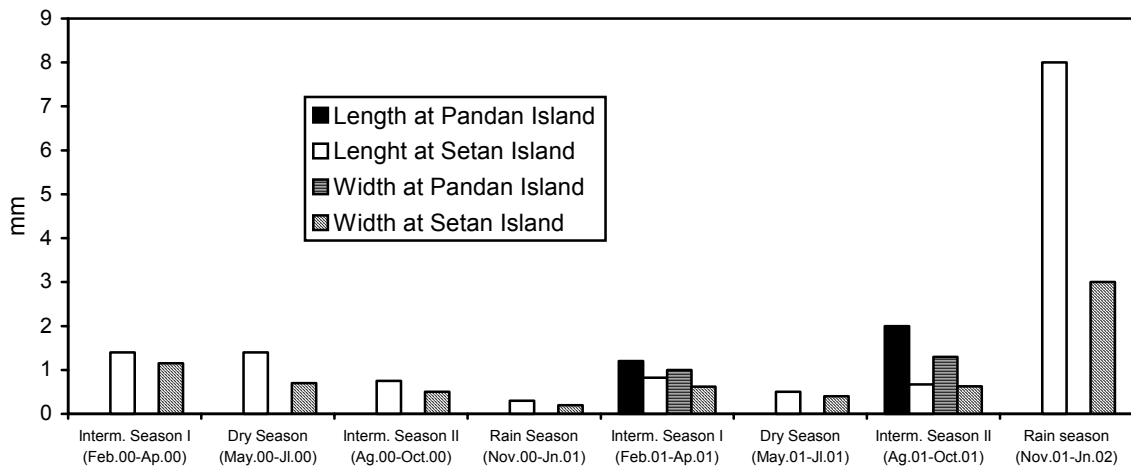 9
8
7
6
5
4
3
2
1
0
mm
Length at Pandan Island
Lenght at Setan Island
Width at Pandan Island
Width at Setan Island
Interm. Season I
(Feb.00-Ap.00)
Dry Season
(May.00-Jl.00)
Interm. Season II
(Ag.00-Oct.00)
Rain Season
(Nov.00-Jn.01)
Interm. Season I
(Feb.01-Ap.01)
Dry Season
(May.01-Jl.01)
Interm. Season II
(Ag.01-Oct.01)
Rain season
(Nov.01-Jn.02)